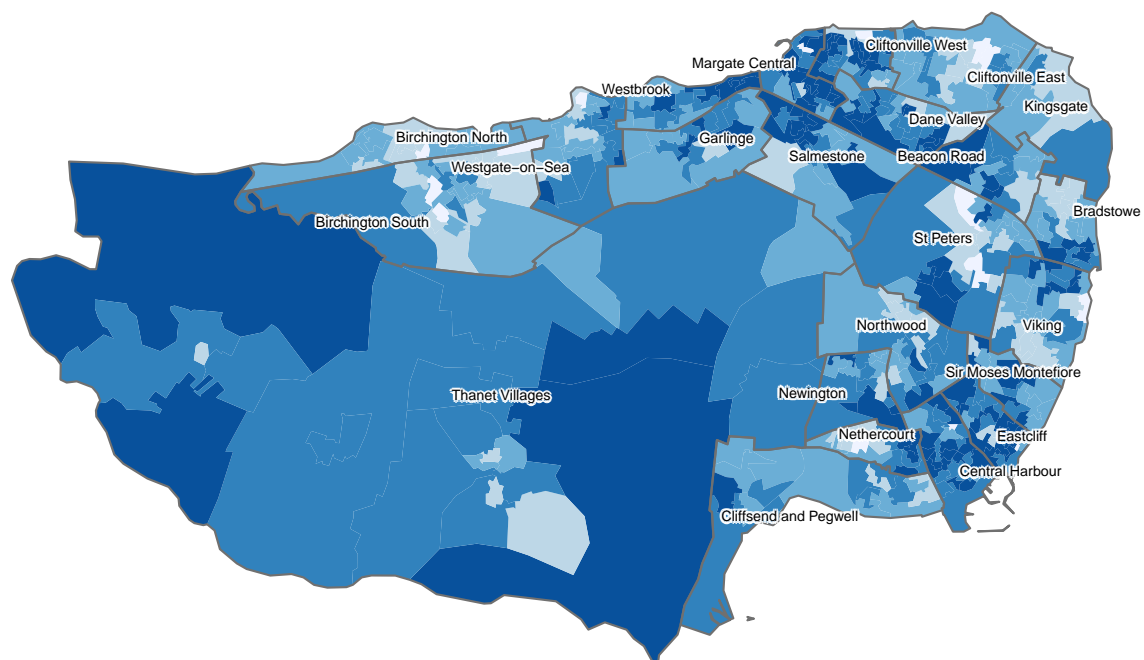 Cliftonville West
Margate Central
Cliftonville East
Westbrook
Kingsgate
Dane Valley
Birchington North
Garlinge
Salmestone
Beacon Road
Westgate−on−Sea
Bradstowe
Birchington South
St Peters
Northwood
Viking
Sir Moses Montefiore
Thanet Villages
Newington
Nethercourt
Eastcliff
Central Harbour
Cliffsend and Pegwell